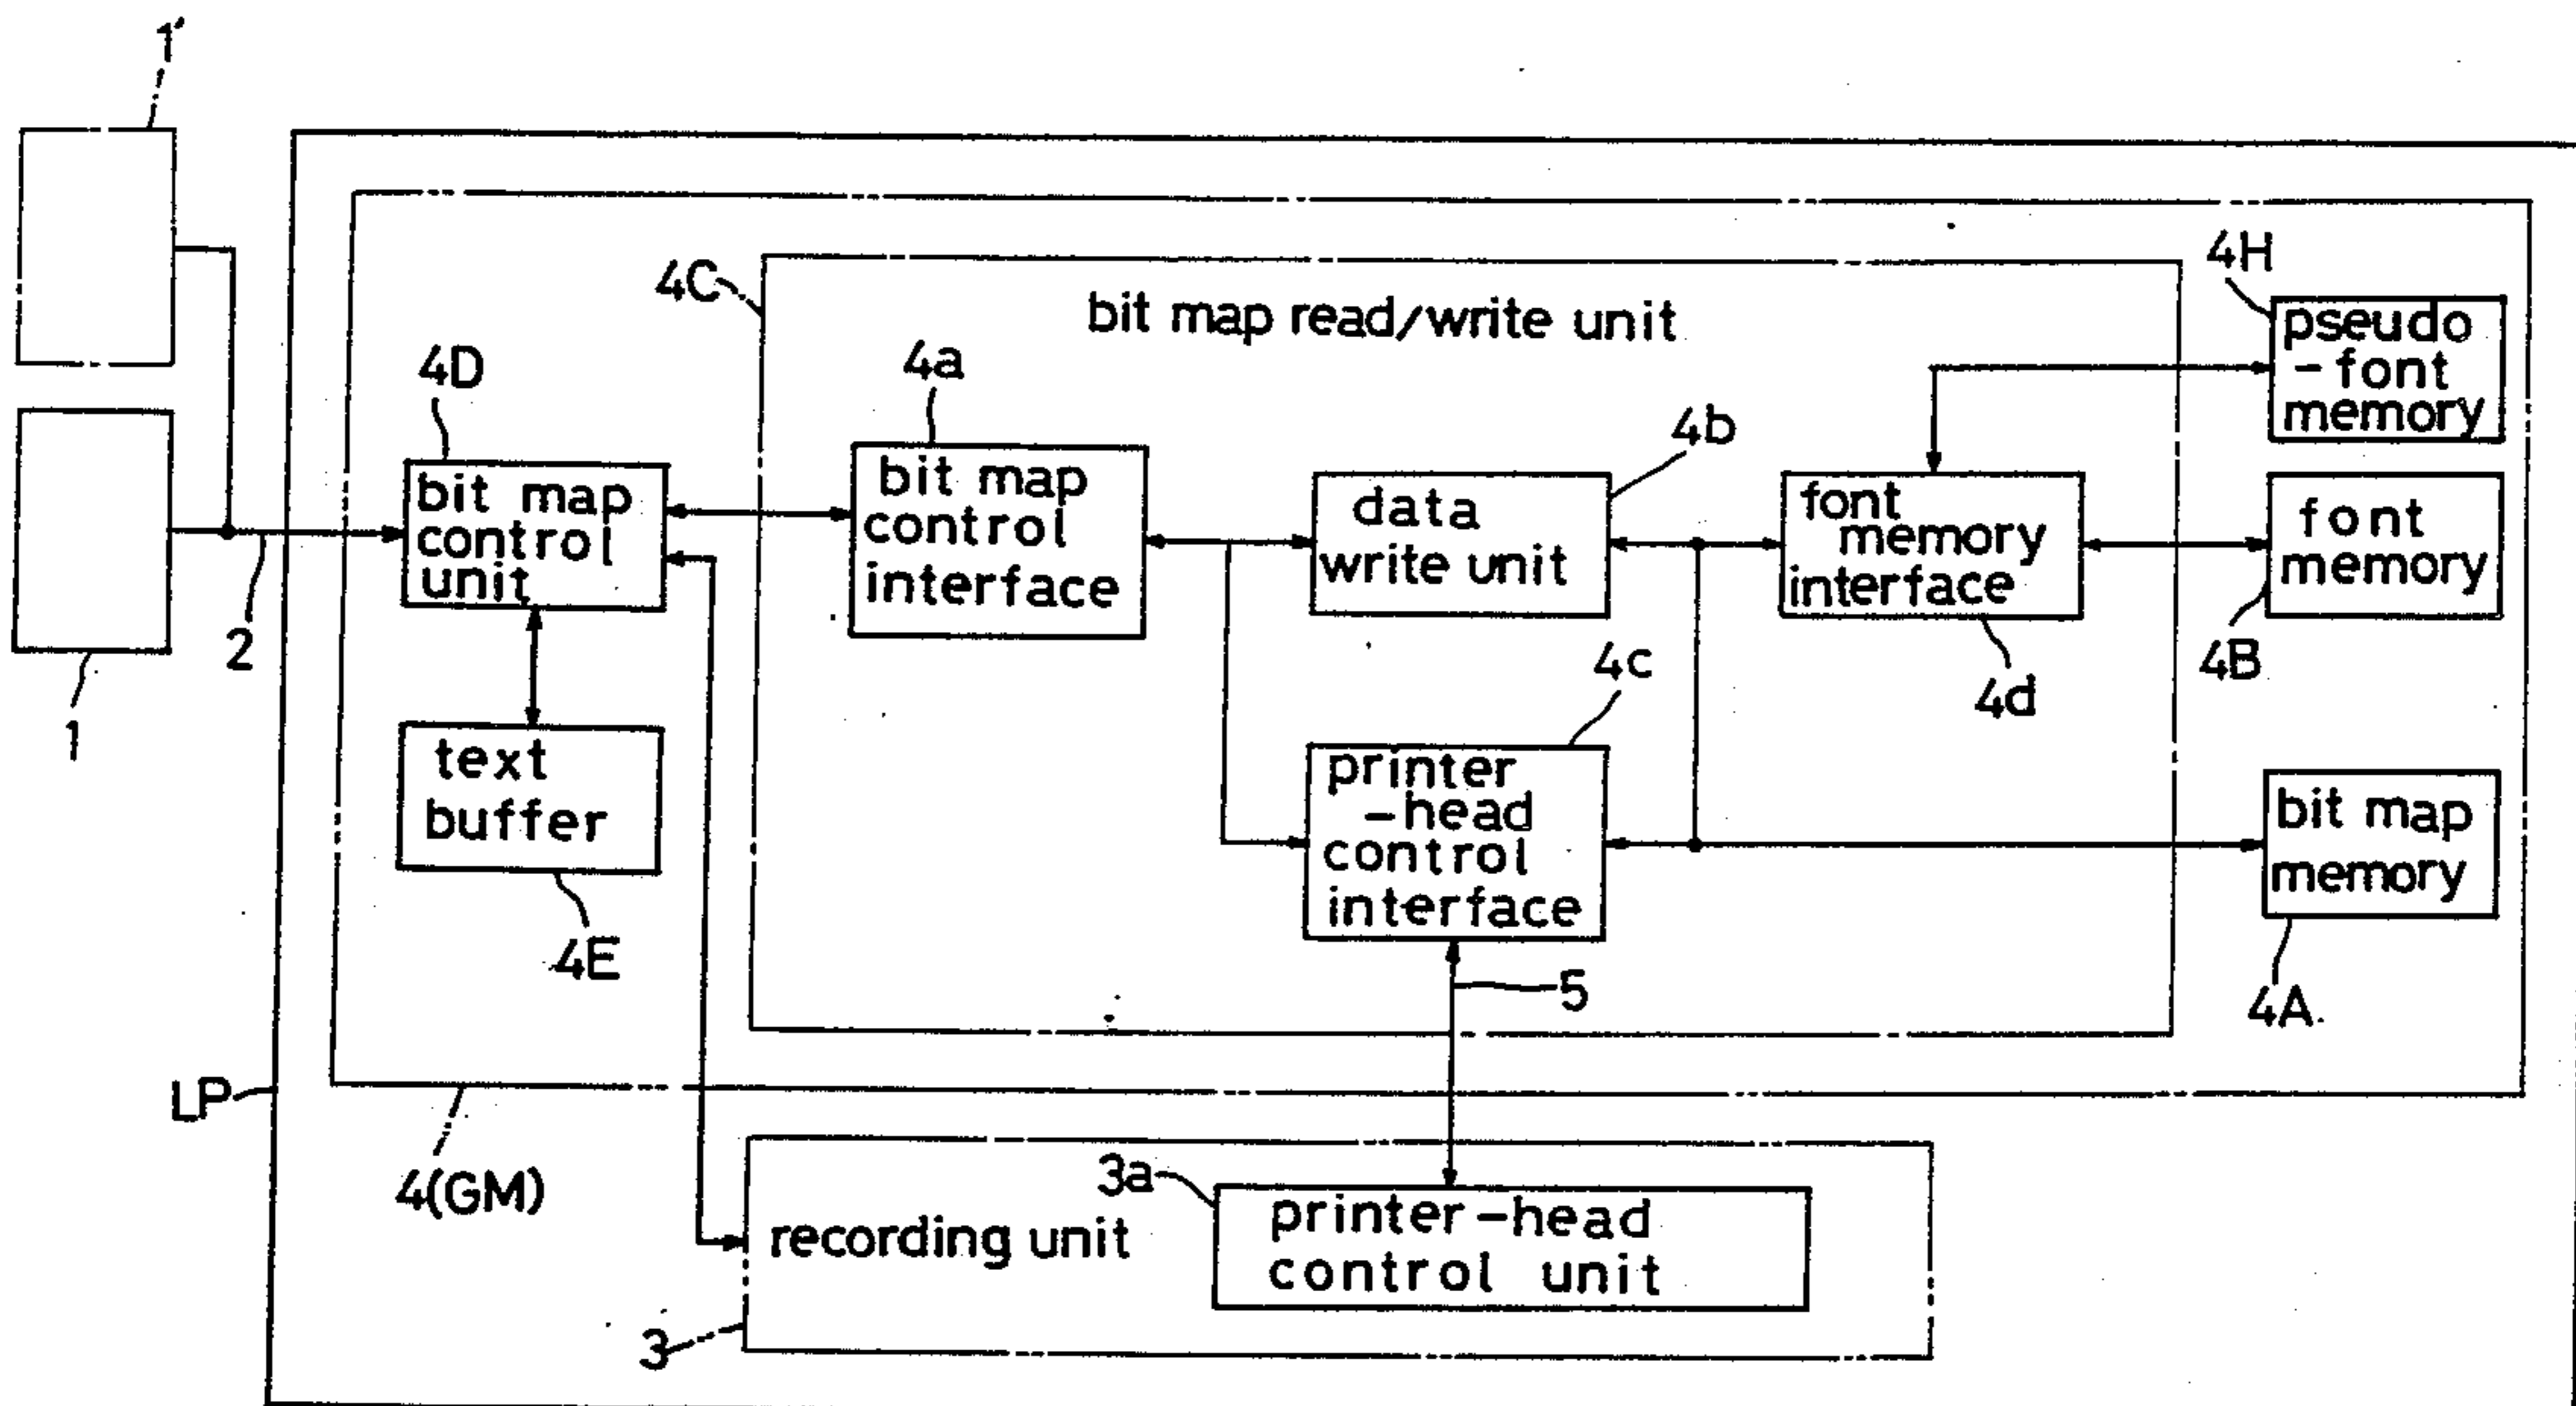 1'
4H
pseudo
-font
memory
4C
bit map read/write unit
4D
4a
4b
bit map
control
unit
bit map
control
interface
data
write unit
font
memory
interface
font
memory
2
1
4c
4d
4B
text
buffer
printer
-head
control
interface
bit map
memory
4E
5
4A
LP
4(GM)
3a
recording unit
printer-head
control unit
3